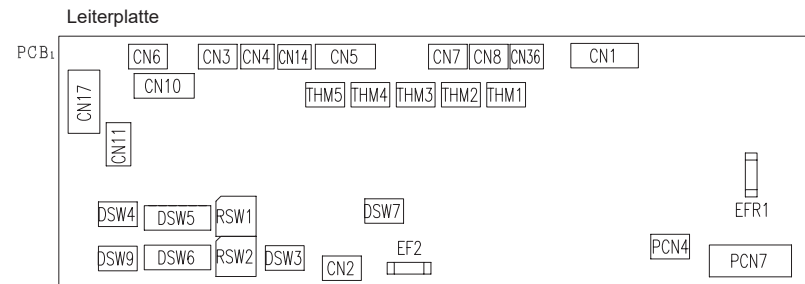 Leiterplatte
PCB1
CN6 CN3 CN4 CN14 CN5 CN7 CN8 CN36 CN1
CN17 CN10 THM5 THM4 THM3 THM2 THM1
CN11
EFR1
DSW4 DSW5 RSW1 DSW7
DSW9 DSW6 RSW2 DSW3 CN2 EF2 PCN4 PCN7